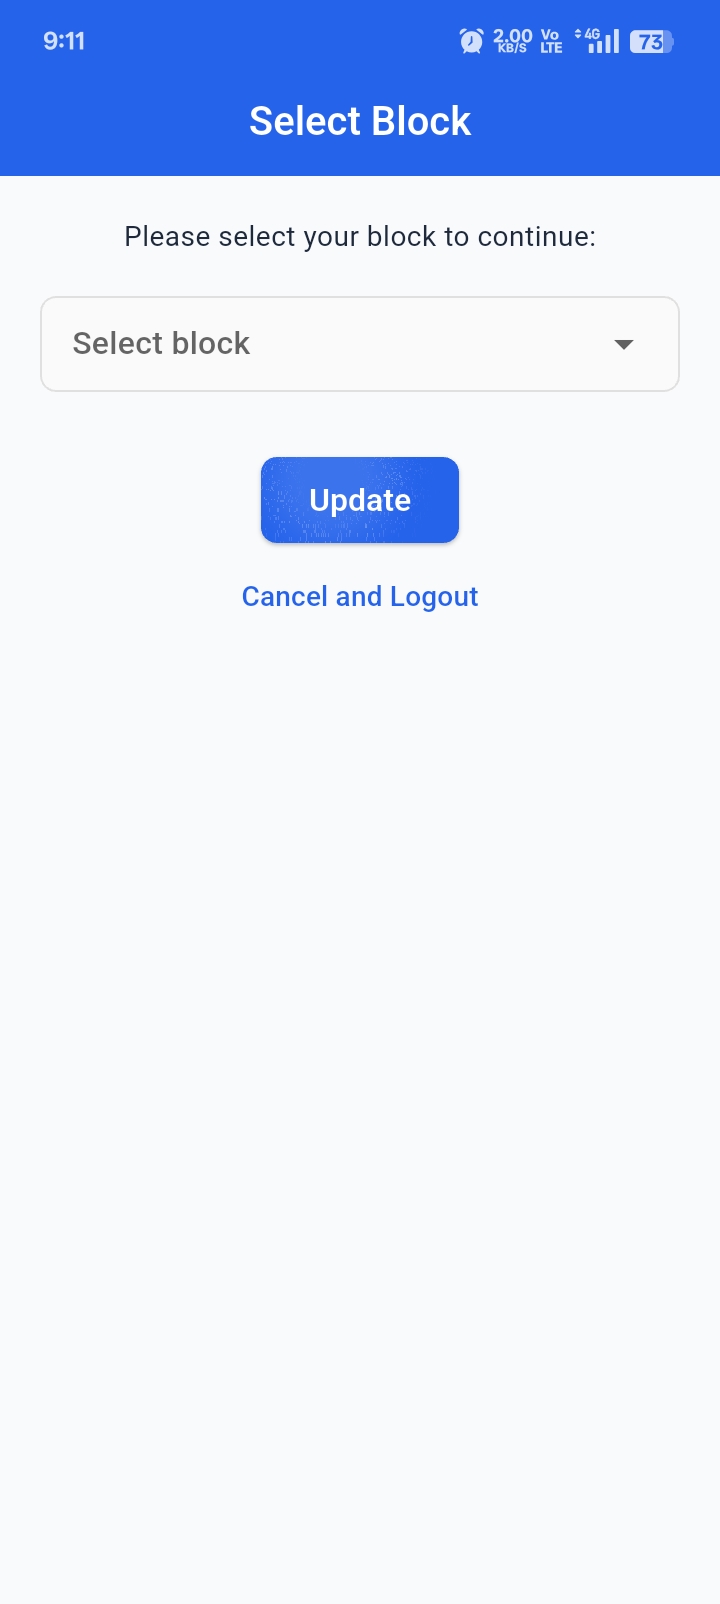 9:11
2.00 KB/S Vo LTE 4G 73
Select Block
Please select your block to continue:
Select block
Update
Cancel and Logout